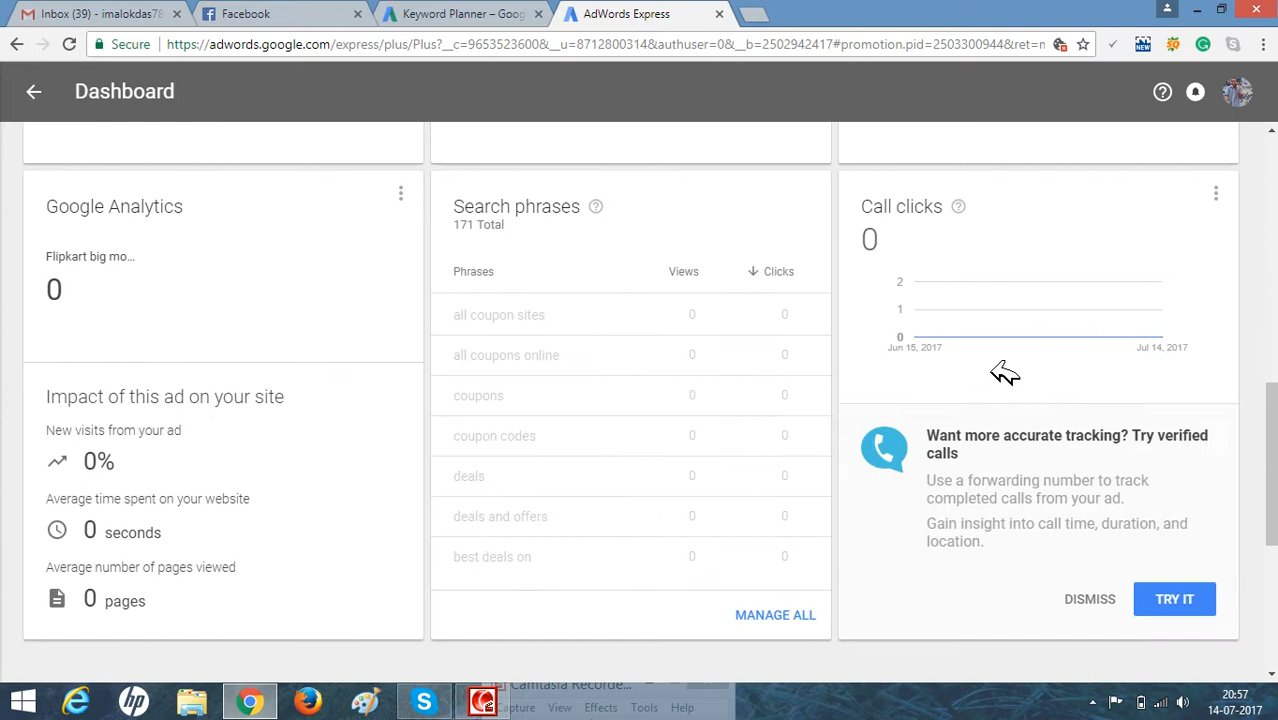 Inbox (39) - imalokdas78
Facebook
Keyword Planner – Goog
AdWords Express
Secure
https://adwords.google.com/express/plus/Plus?__c=9653523600&__u=8712800314&authuser=0&__b=2502942417#promotion.pid=2503300944&ret=n
Dashboard
Google Analytics
Flipkart big mo...
0
Impact of this ad on your site
New visits from your ad
0%
Average time spent on your website
0 seconds
Average number of pages viewed
0 pages
Search phrases
171 Total
Phrases Views Clicks
all coupon sites 0 0
all coupons online 0 0
coupons 0 0
coupon codes 0 0
deals 0 0
deals and offers 0 0
best deals on 0 0
MANAGE ALL
Call clicks
0
2
1
0
Jun 15, 2017 Jul 14, 2017
Want more accurate tracking? Try verified
calls
Use a forwarding number to track
completed calls from your ad.
Gain insight into call time, duration, and
location.
DISMISS TRY IT
Camtasia Recorde...
Capture View Effects Tools Help
20:57
14-07-2017